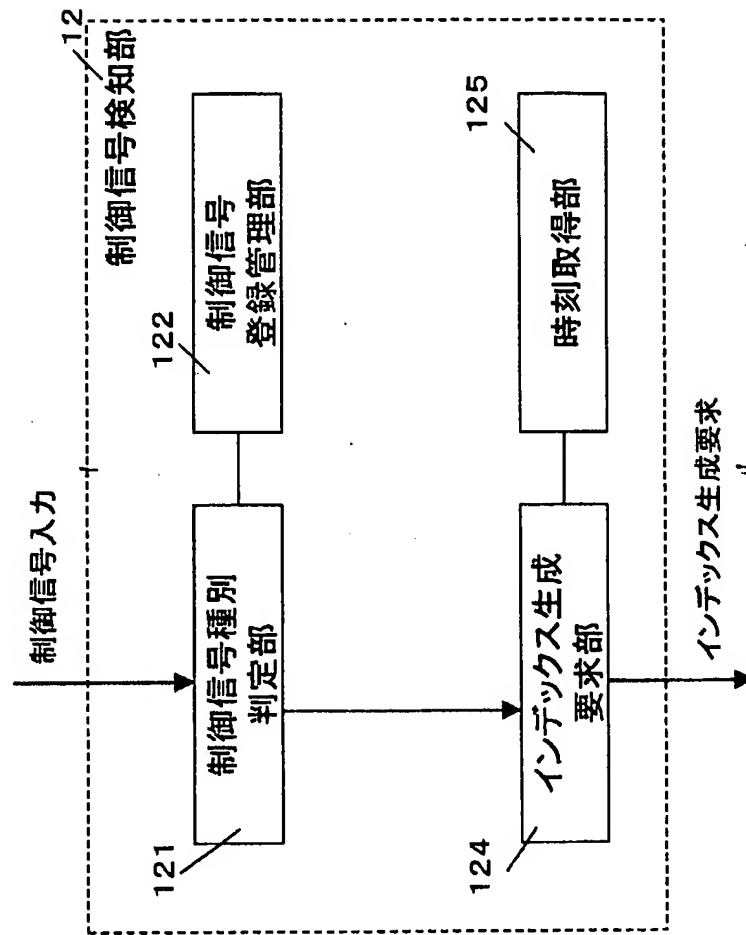 制御信号入力
12
制御信号検知部
121
制御信号種別
判定部
122
制御信号
登録管理部
124
インデックス生成
要求部
125
時刻取得部
インデックス生成要求